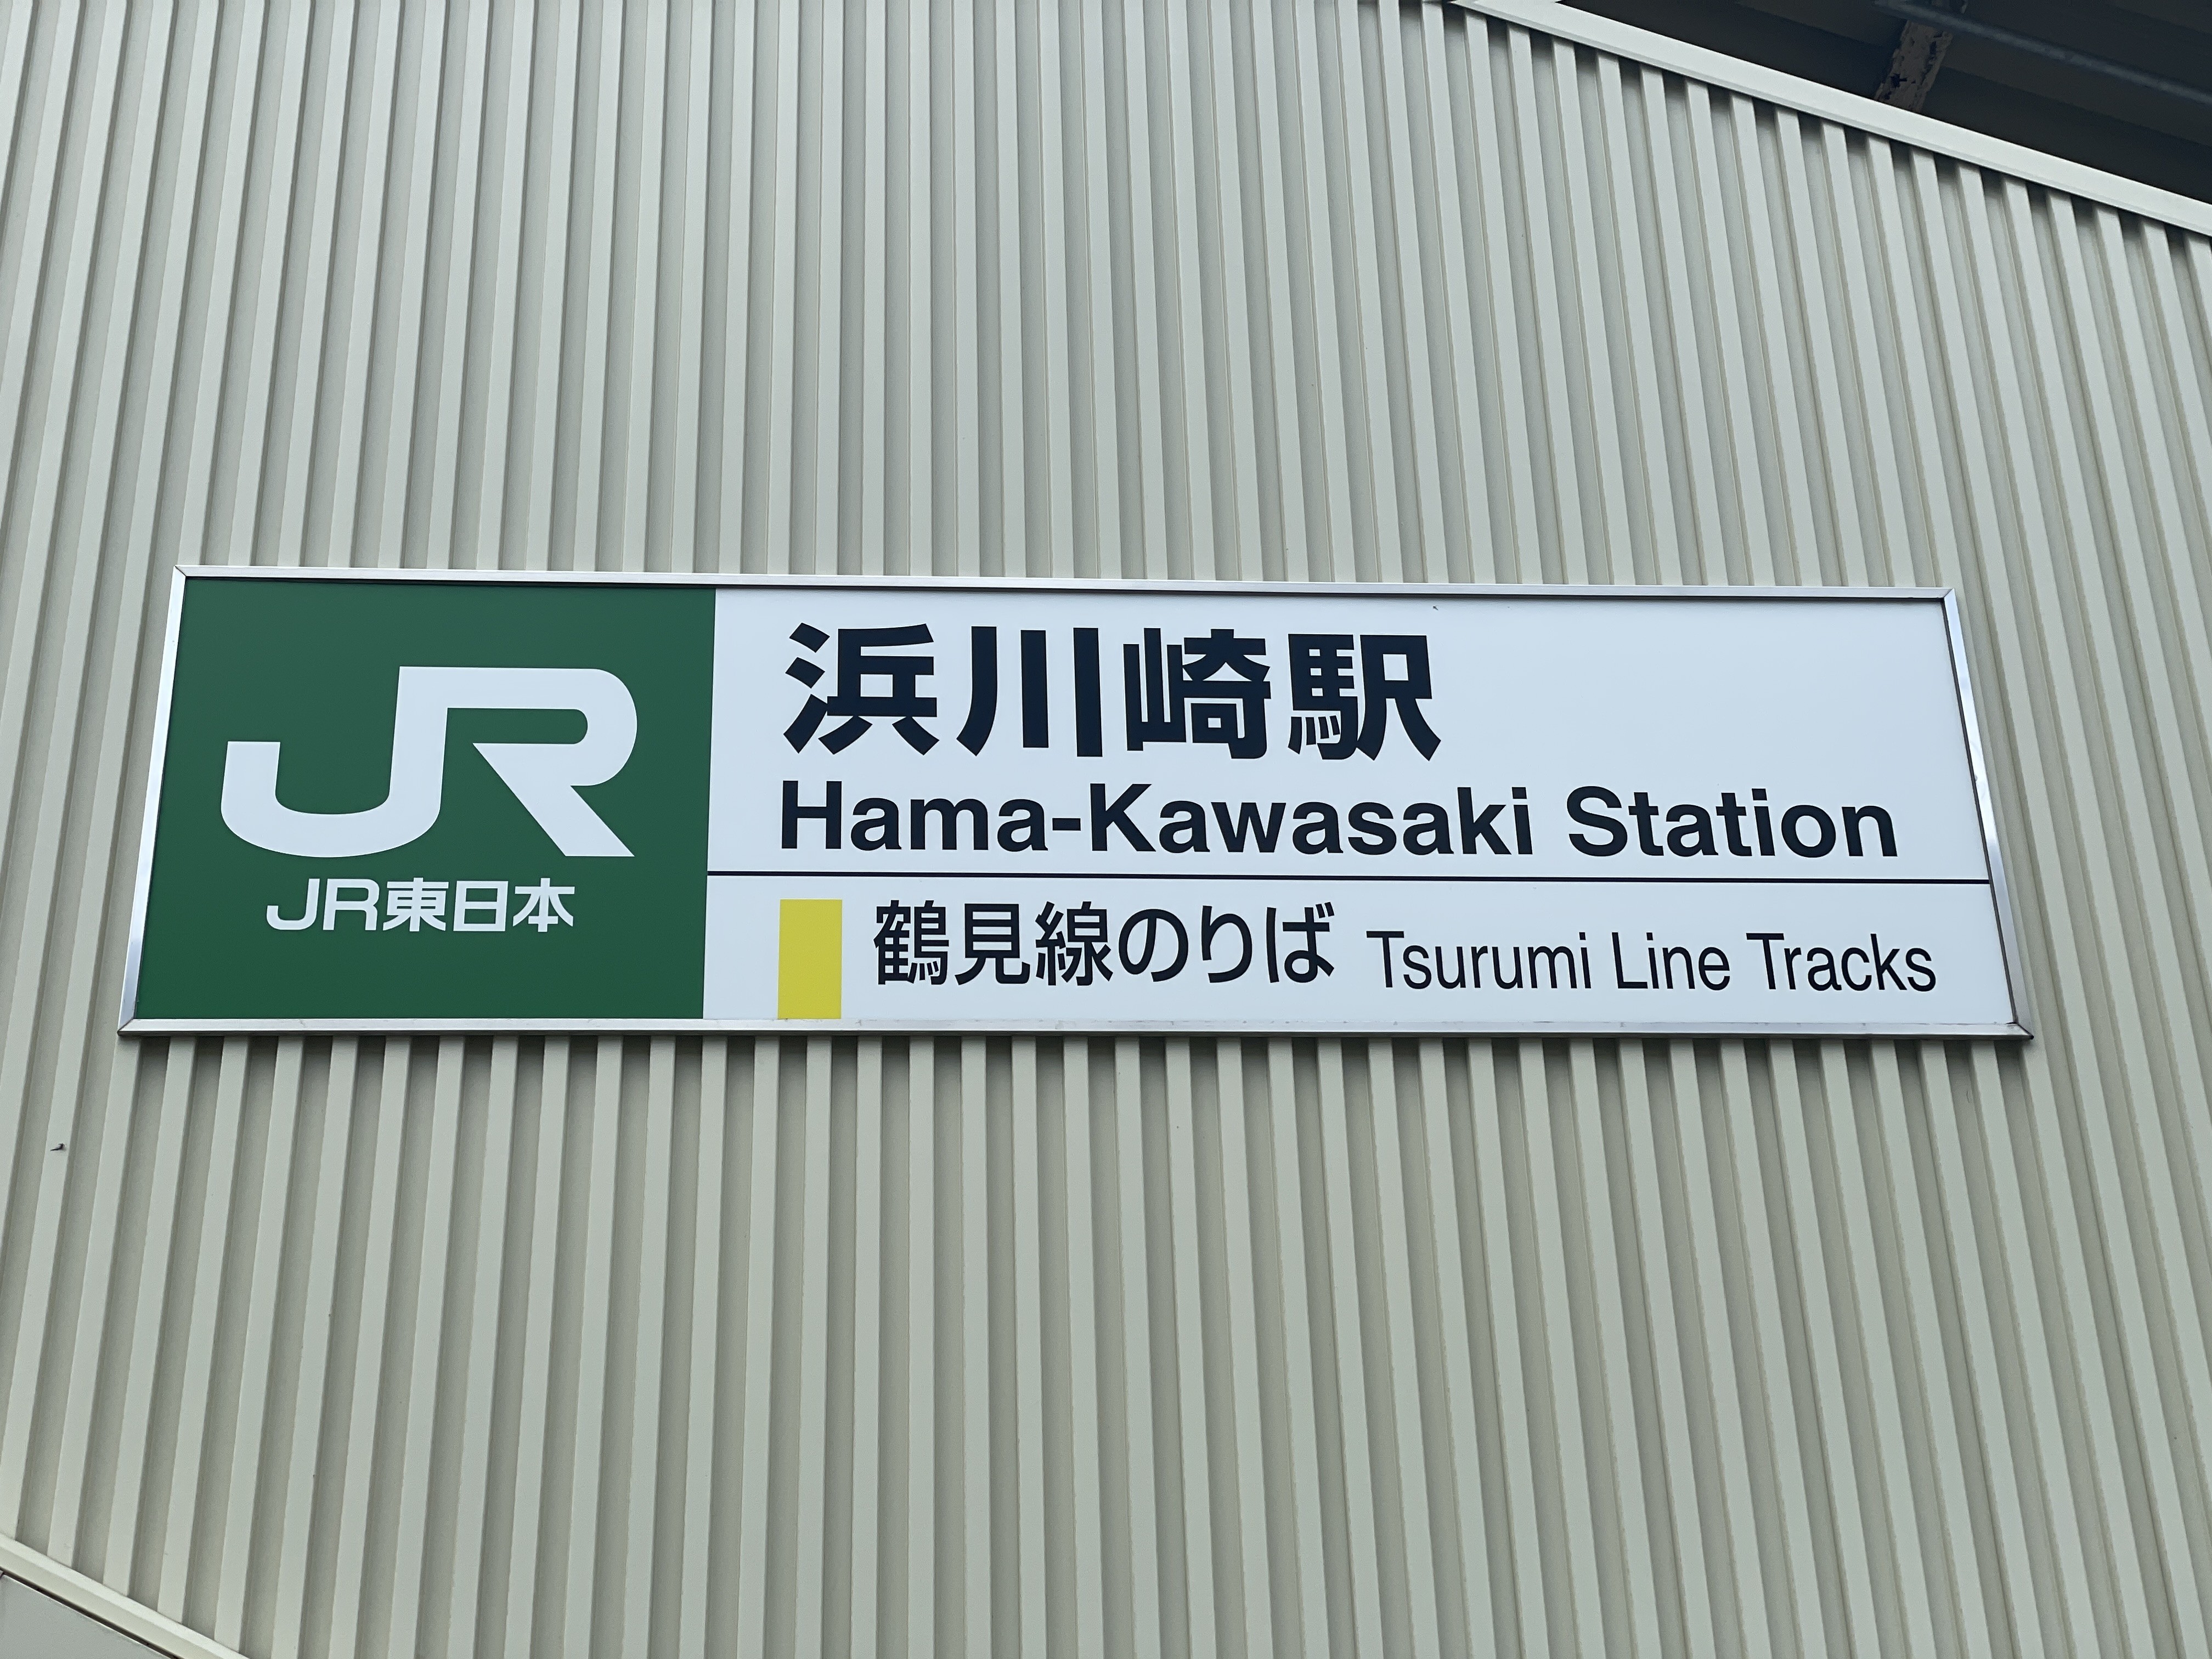 JR
JR東日本
浜川崎駅
Hama-Kawasaki Station
鶴見線のりば Tsurumi Line Tracks